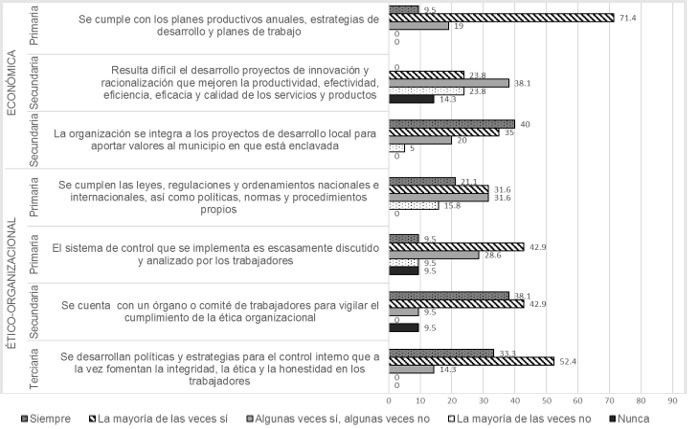 ECONÓMICA
Primaria
Se cumple con los planes productivos anuales, estrategias de
desarrollo y planes de trabajo
9.5
71.4
19
0
0
Secundaria
Resulta dificil el desarrollo proyectos de innovación y
racionalización que mejoren la productividad, efectividad,
eficiencia, eficacia y calidad de los servicios y productos
0
23.8
38.1
23.8
14.3
Secundaria
La organización se integra a los proyectos de desarrollo local para
aportar valores al municipio en que está enclavada
40
35
20
5
0
ÉTICO-ORGANIZACIONAL
Primaria
Se cumplen las leyes, regulaciones y ordenamientos nacionales e
internacionales, así como políticas, normas y procedimientos
propios
21.1
31.6
31.6
15.8
0
Primaria
El sistema de control que se implementa es escasamente discutido
y analizado por los trabajadores
9.5
42.9
28.6
9.5
9.5
Secundaria
Se cuenta con un órgano o comité de trabajadores para vigilar el
cumplimiento de la ética organizacional
38.1
42.9
9.5
0
9.5
Terciaria
Se desarrollan políticas y estrategias para el control interno que a
la vez fomentan la integridad, la ética y la honestidad en los
trabajadores
33.3
52.4
14.3
0
0
0 10 20 30 40 50 60 70 80 90
Siempre La mayoría de las veces sí Algunas veces sí, algunas veces no La mayoría de las veces no Nunca